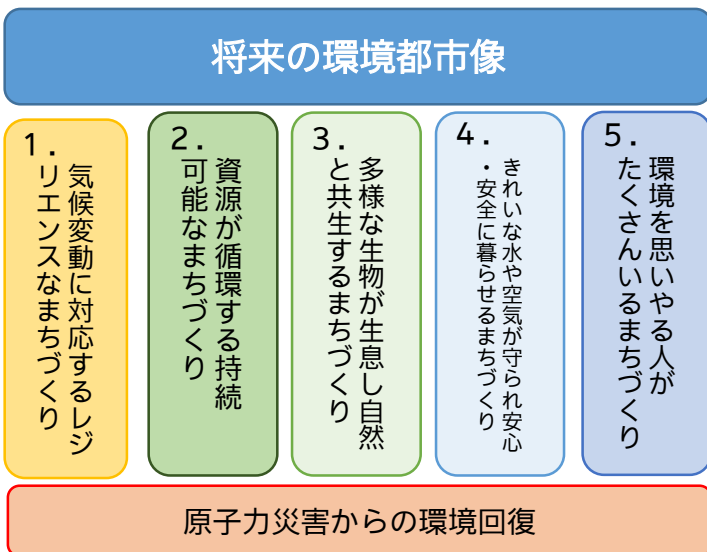 将来の環境都市像
1.
気候変動に対応するレジ
リエンスなまちづくり
2.
資源が循環する持続
可能なまちづくり
3.
多様な生物が生息し自然
と共生するまちづくり
4.
きれいな水や空気が守られ安心
・安全に暮らせるまちづくり
5.
環境を思いやる人が
たくさんいるまちづくり
原子力災害からの環境回復